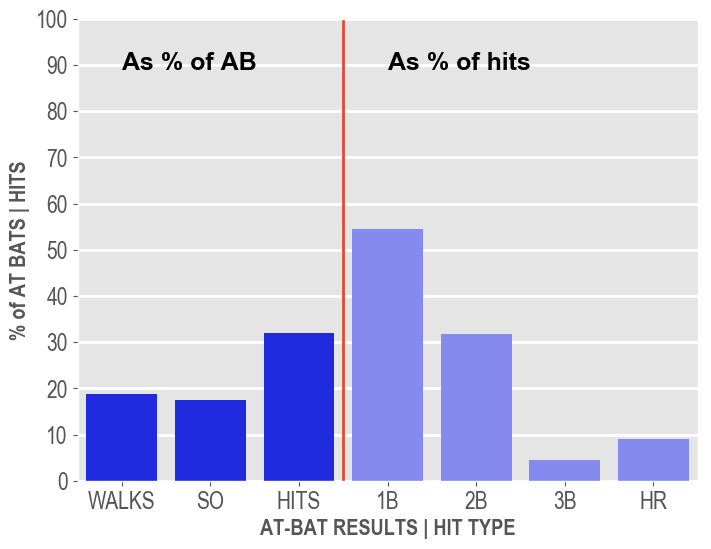 100
90
80
70
60
50
40
30
20
10
0
% of AT BATS | HITS
As % of AB
As % of hits
WALKS SO HITS 1B 2B 3B HR
AT-BAT RESULTS | HIT TYPE